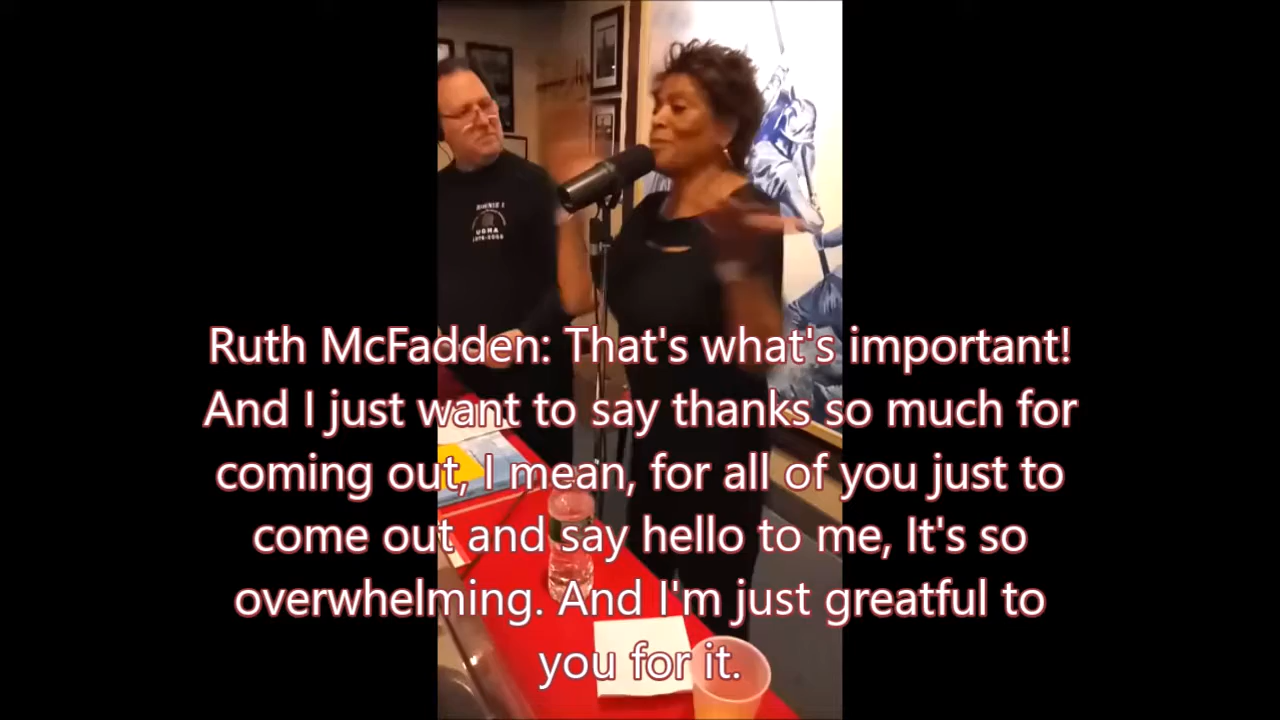 UGHA
Ruth McFadden: That's what's important!
And I just want to say thanks so much for
coming out, I mean, for all of you just to
come out and say hello to me, It's so
overwhelming. And I'm just greatful to
you for it.